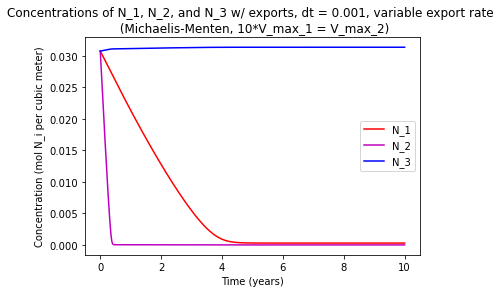 Concentrations of N_1, N_2, and N_3 w/ exports, dt = 0.001, variable export rate
(Michaelis-Menten, 10*V_max_1 = V_max_2)
Concentration (mol N_i per cubic meter)
0.030
0.025
0.020
0.015
0.010
0.005
0.000
N_1
N_2
N_3
0 2 4 6 8 10
Time (years)